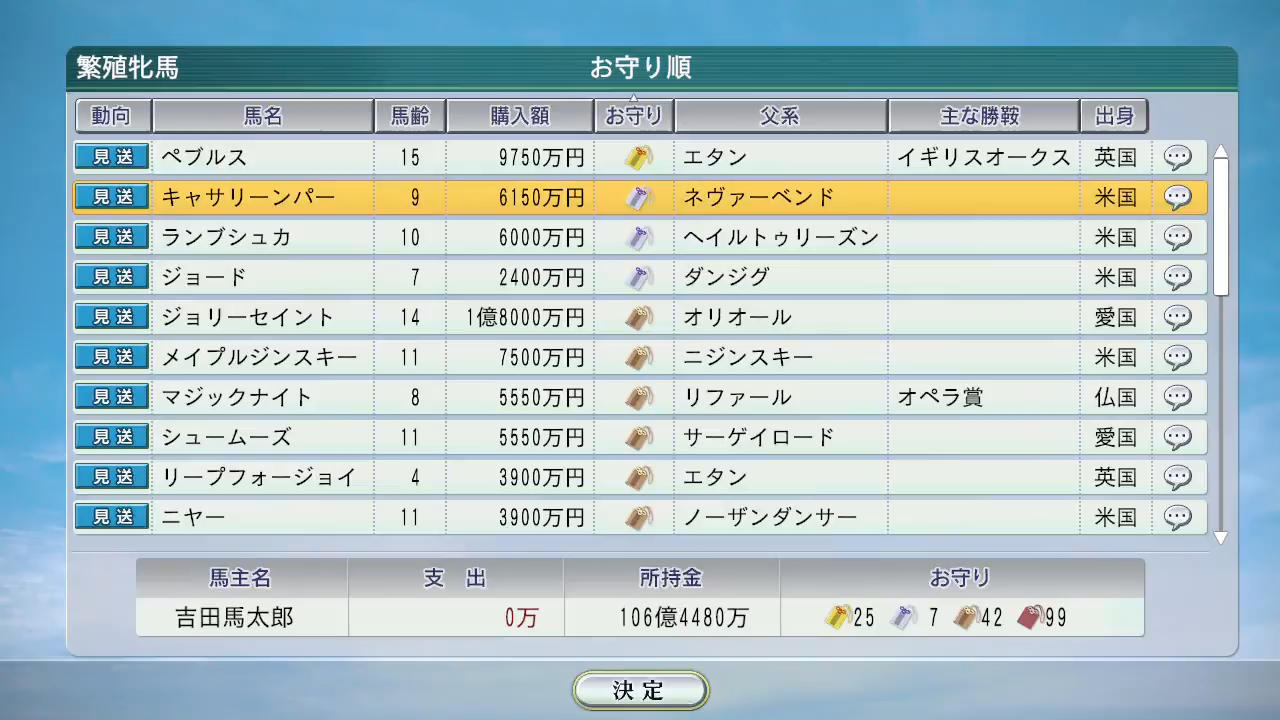 繁殖牝馬 お守り順
動向 馬名 馬齢 購入額 お守り 父系 主な勝鞍 出身
見送 ペブルス 15 9750万円 エタン イギリスオークス 英国
見送 キャサリーンパー 9 6150万円 ネヴァーベンド 米国
見送 ランブシュカ 10 6000万円 ヘイルトゥリーズン 米国
見送 ジョード 7 2400万円 ダンジグ 米国
見送 ジョリーセイント 14 1億8000万円 オリオール 愛国
見送 メイプルジンスキー 11 7500万円 ニジンスキー 米国
見送 マジックナイト 8 5550万円 リファール オペラ賞 仏国
見送 シュームーズ 11 5550万円 サーゲイロード 愛国
見送 リープフォージョイ 4 3900万円 エタン 英国
見送 ニヤー 11 3900万円 ノーザンダンサー 米国
馬主名 支出 所持金 お守り
吉田馬太郎 0万 106億4480万 25 7 42 99
決定